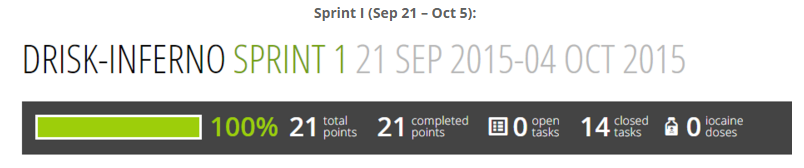 Sprint I (Sep 21 – Oct 5):
DRISK-INFERNO SPRINT 1 21 SEP 2015-04 OCT 2015
100% 21 total points 21 completed points 0 open tasks 14 closed tasks 0 iocaine doses